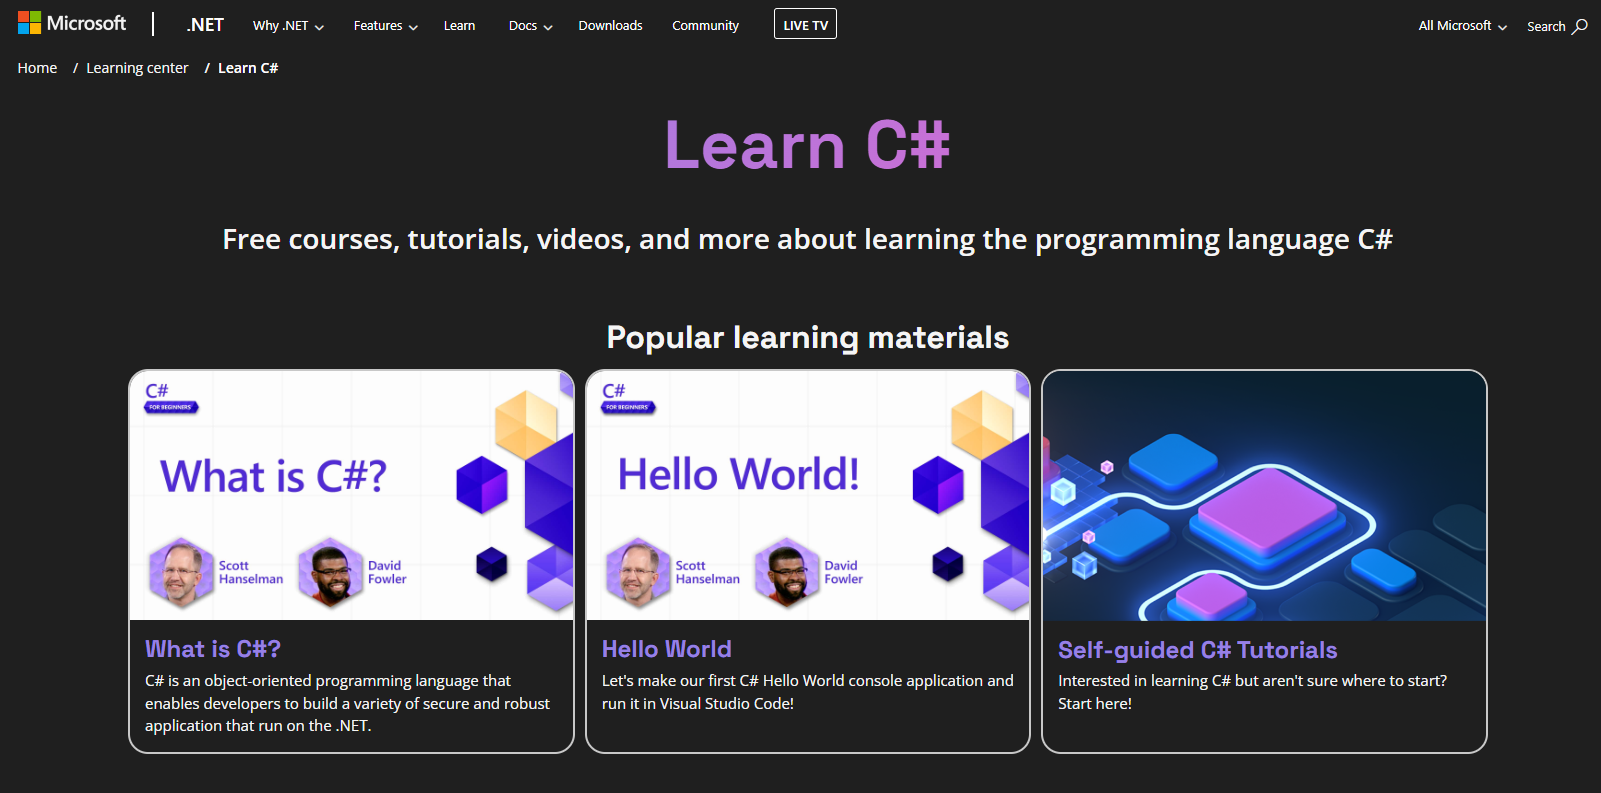 Microsoft .NET Why .NET Features Learn Docs Downloads Community LIVE TV All Microsoft Search
Home / Learning center / Learn C#
Learn C#
Free courses, tutorials, videos, and more about learning the programming language C#
Popular learning materials
C#
FOR BEGINNERS
What is C#?
Scott
Hanselman
David
Fowler
What is C#?
C# is an object-oriented programming language that
enables developers to build a variety of secure and robust
application that run on the .NET.
C#
FOR BEGINNERS
Hello World!
Scott
Hanselman
David
Fowler
Hello World
Let's make our first C# Hello World console application and
run it in Visual Studio Code!
Self-guided C# Tutorials
Interested in learning C# but aren't sure where to start?
Start here!